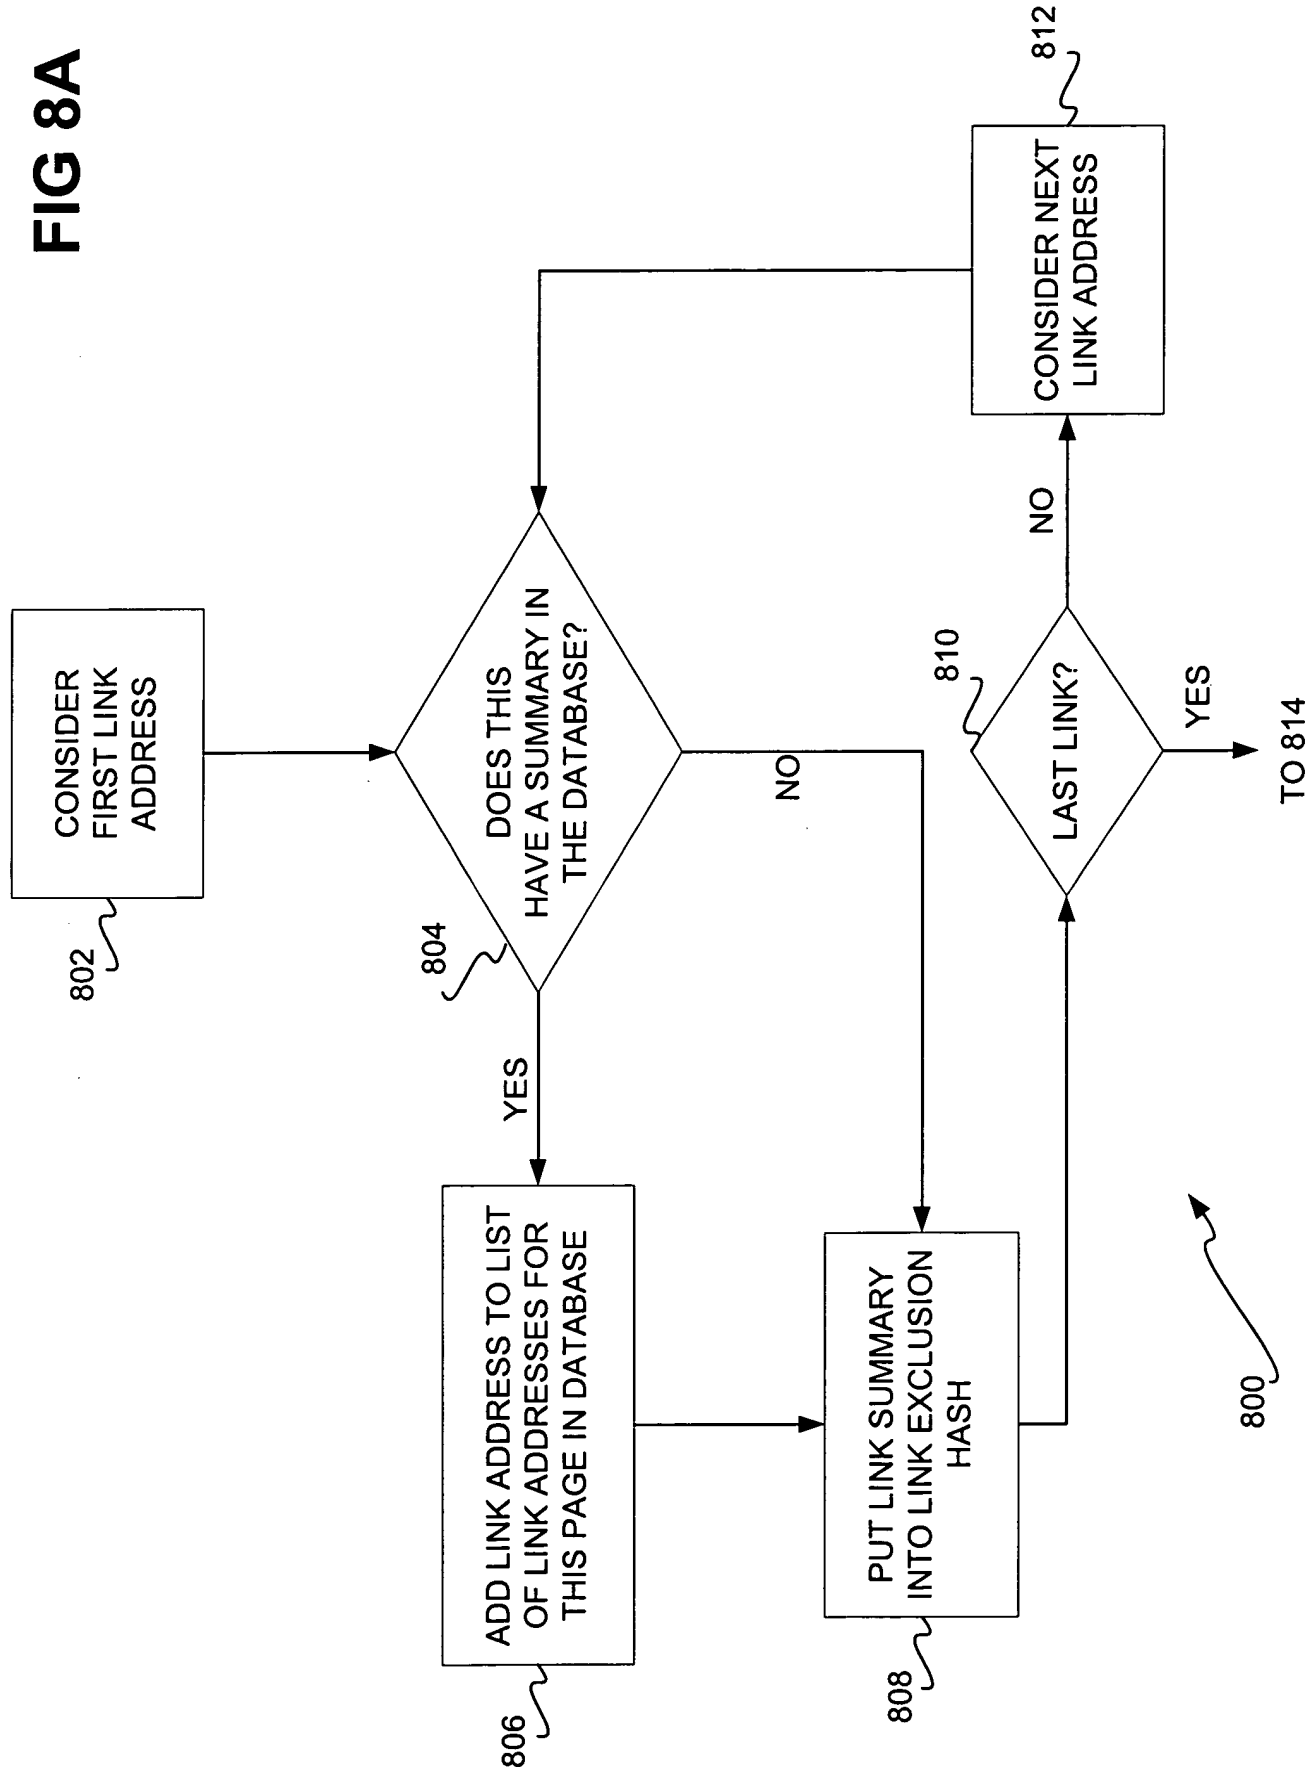 FIG 8A
802
CONSIDER
FIRST LINK
ADDRESS
804
DOES THIS
HAVE A SUMMARY IN
THE DATABASE?
YES
NO
806
ADD LINK ADDRESS TO LIST
OF LINK ADDRESSES FOR
THIS PAGE IN DATABASE
808
PUT LINK SUMMARY
INTO LINK EXCLUSION
HASH
810
LAST LINK?
NO
YES
812
CONSIDER NEXT
LINK ADDRESS
TO 814
800